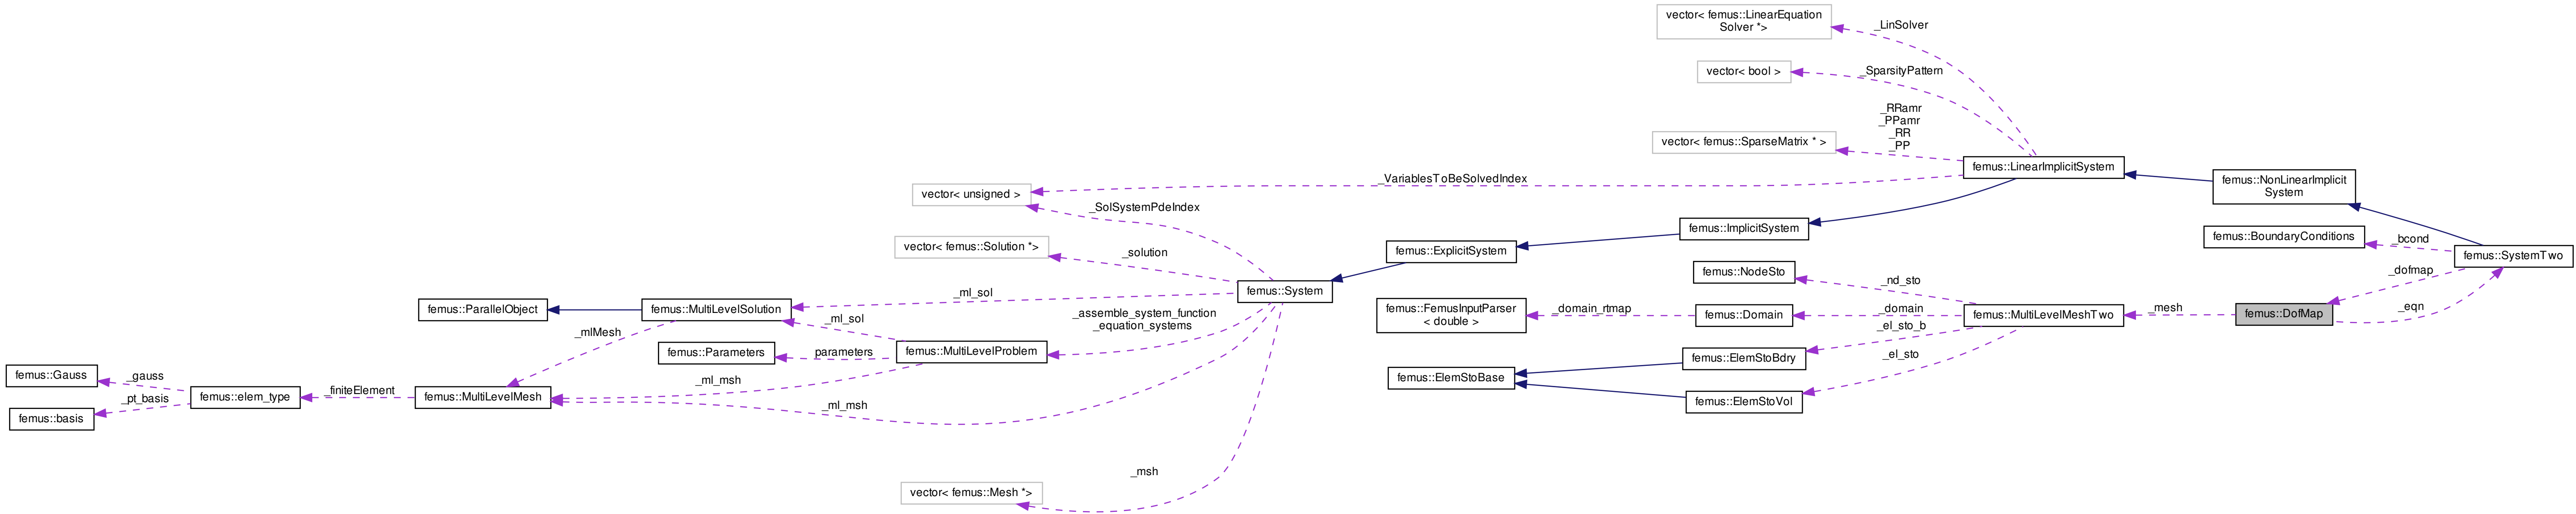 vector< femus::LinearEquation
Solver *>
_LinSolver
vector< bool >
_SparsityPattern
_RRamr
_PPamr
_RR
_PP
vector< femus::SparseMatrix * >
femus::LinearImplicitSystem
_VariablesToBeSolvedIndex
femus::NonLinearImplicit
System
vector< unsigned >
_SolSystemPdeIndex
femus::ImplicitSystem
femus::BoundaryConditions
_bcond
vector< femus::Solution *>
_solution
femus::ExplicitSystem
femus::SystemTwo
femus::NodeSto
_nd_sto
_dofmap
femus::System
_ml_sol
femus::ParallelObject
femus::MultiLevelSolution
femus::FemusInputParser
< double >
_domain_rtmap
femus::Domain
_domain
femus::MultiLevelMeshTwo
_mesh
femus::DofMap
_eqn
_ml_sol
_assemble_system_function
_equation_systems
_el_sto_b
_mlMesh
femus::Parameters
parameters
femus::MultiLevelProblem
femus::ElemStoBdry
_el_sto
femus::Gauss
_gauss
femus::ElemStoBase
_ml_msh
_finiteElement
_pt_basis
femus::elem_type
femus::MultiLevelMesh
_ml_msh
femus::ElemStoVol
femus::basis
_msh
vector< femus::Mesh *>